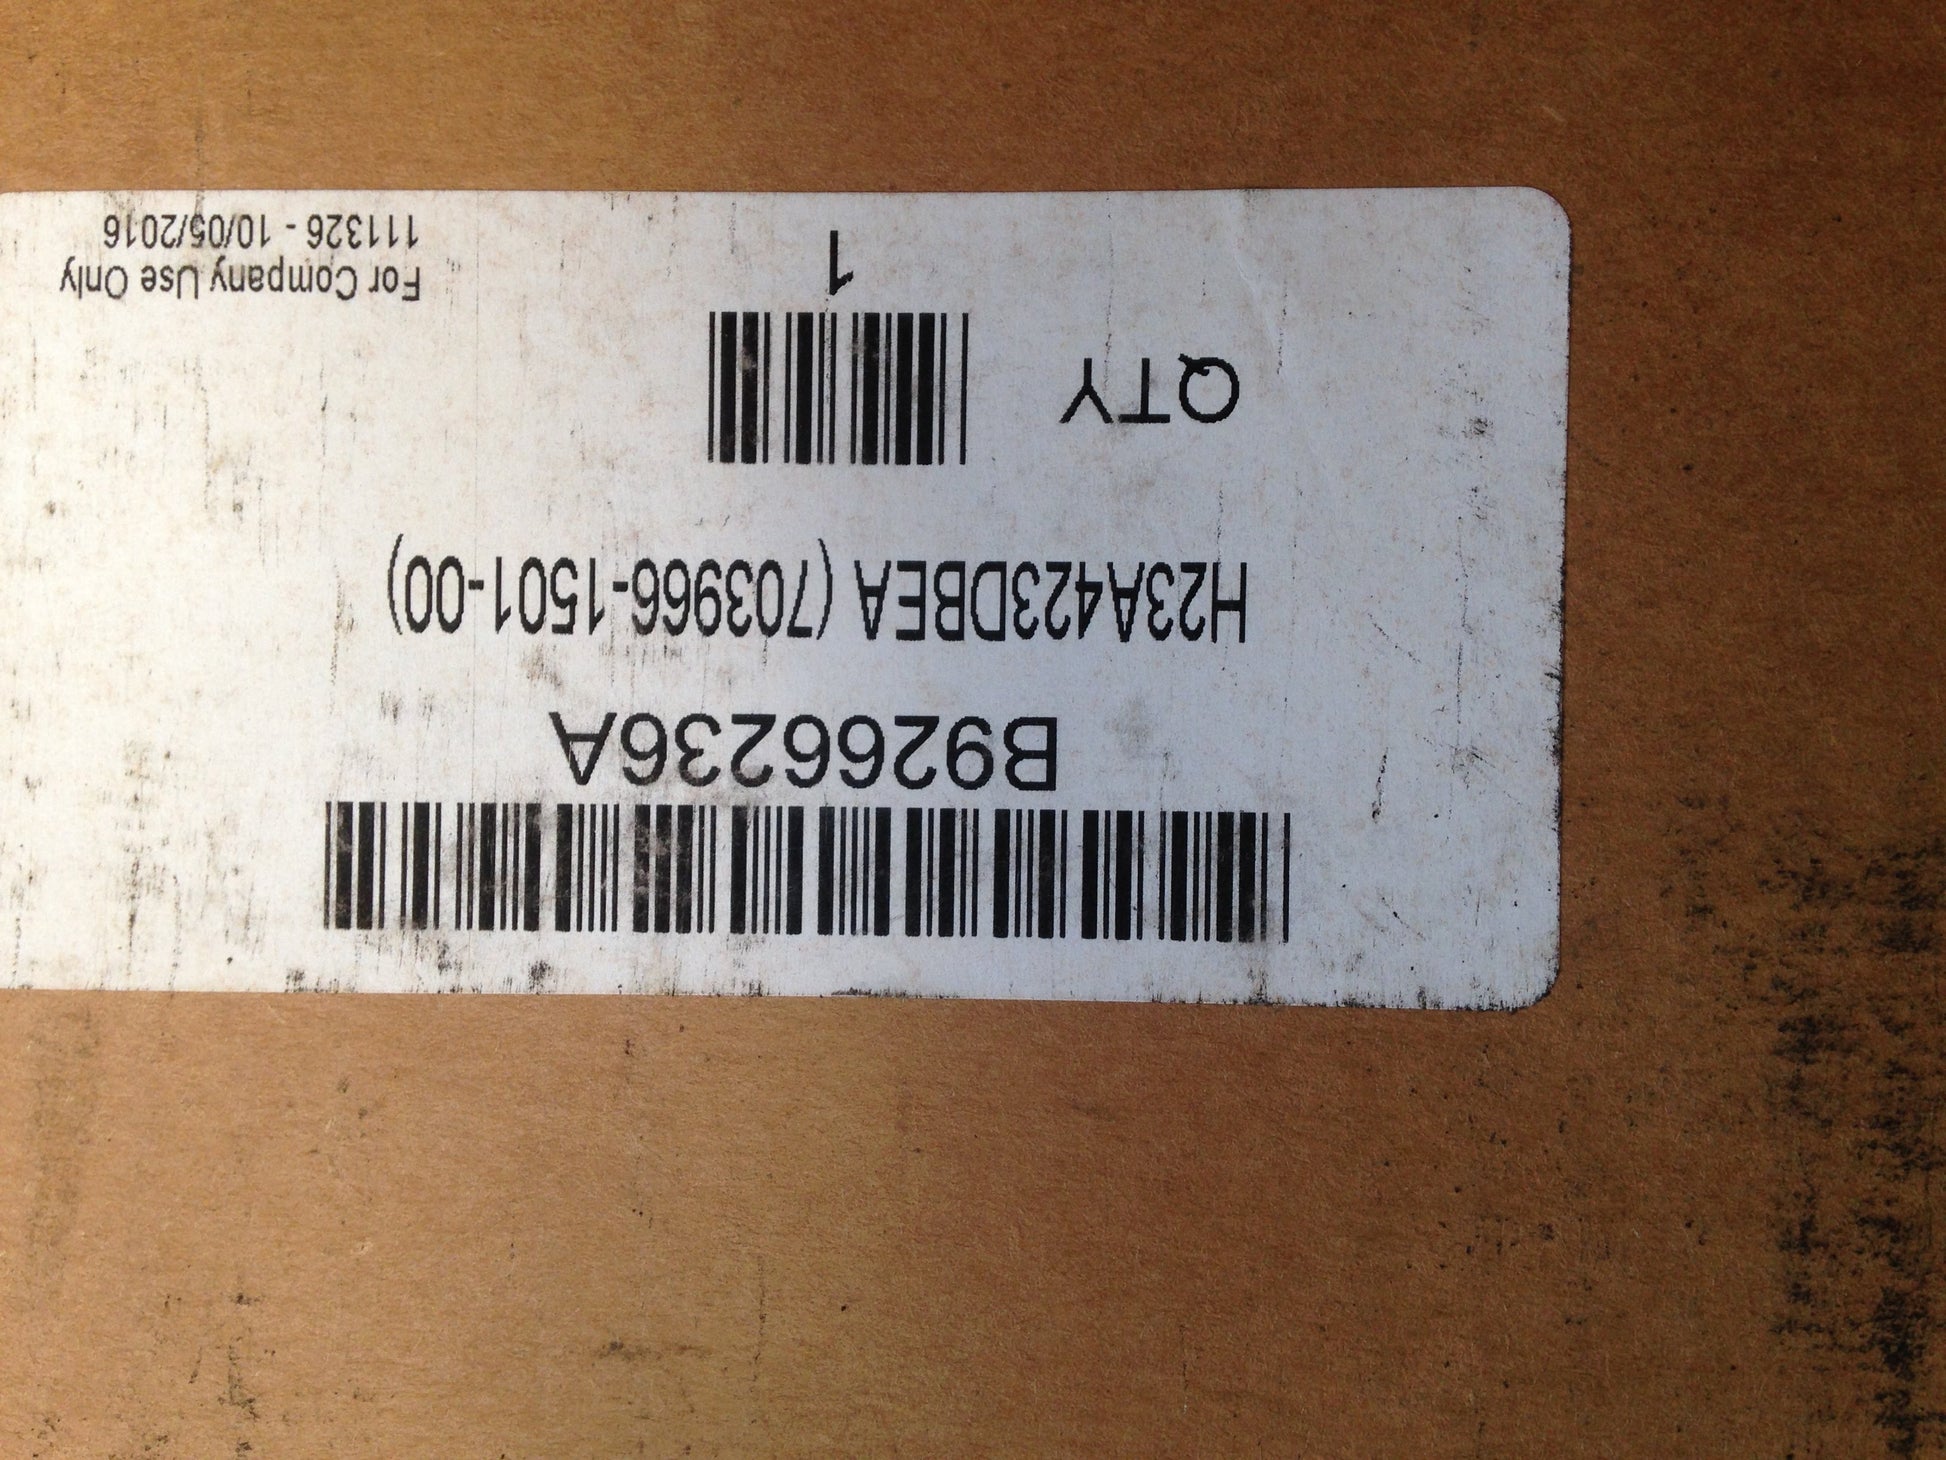 B9266236A
H23A423DBEA (703966-1501-00)
QTY
1
For Company Use Only
111326 - 10/05/2016